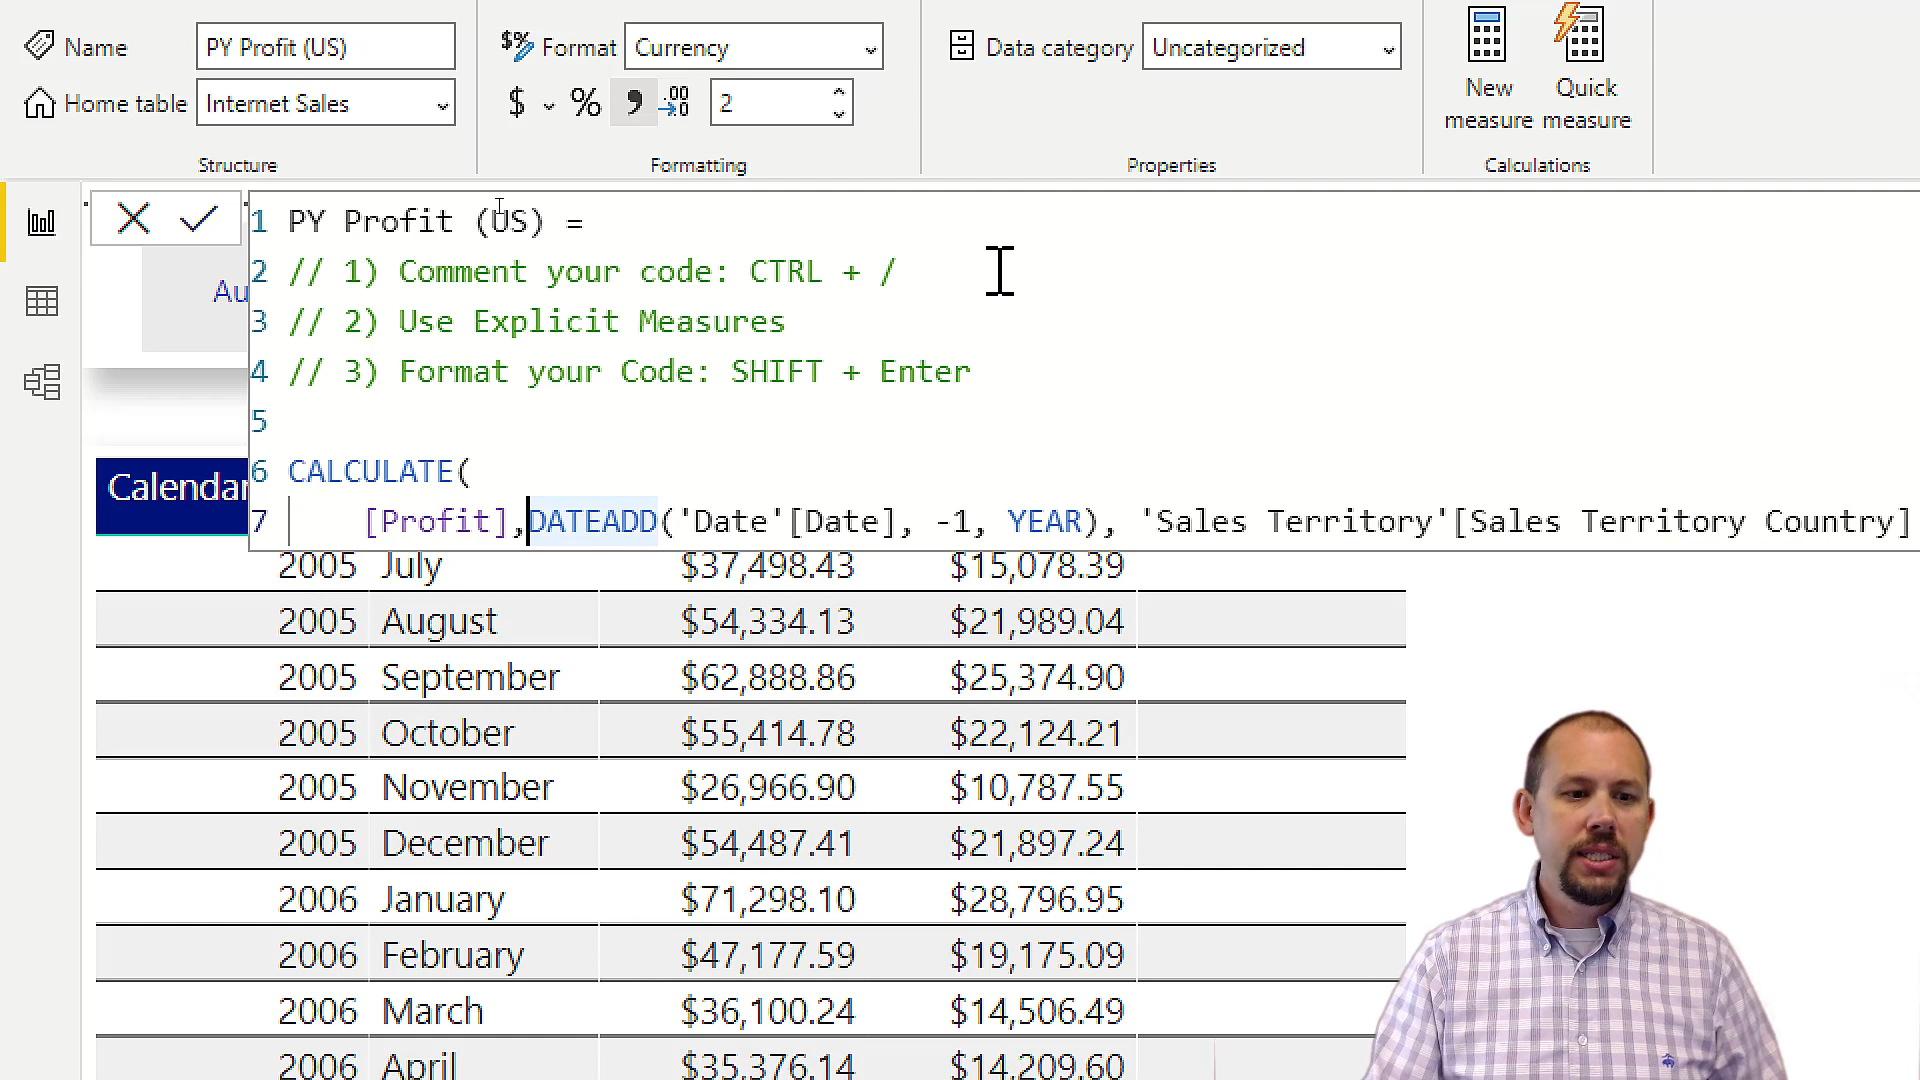 Name
PY Profit (US)
$% Format
Currency
Data category
Uncategorized
Home table
Internet Sales
$ % , .00 →.0
2
New measure
Quick measure
Structure
Formatting
Properties
Calculations
1 PY Profit (US) =
2 // 1) Comment your code: CTRL + /
3 // 2) Use Explicit Measures
4 // 3) Format your Code: SHIFT + Enter
5
6 CALCULATE(
7 [Profit],DATEADD('Date'[Date], -1, YEAR), 'Sales Territory'[Sales Territory Country]
Au
Calendar
2005 July $37,498.43 $15,078.39
2005 August $54,334.13 $21,989.04
2005 September $62,888.86 $25,374.90
2005 October $55,414.78 $22,124.21
2005 November $26,966.90 $10,787.55
2005 December $54,487.41 $21,897.24
2006 January $71,298.10 $28,796.95
2006 February $47,177.59 $19,175.09
2006 March $36,100.24 $14,506.49
2006 April $35,376.14 $14,209.60